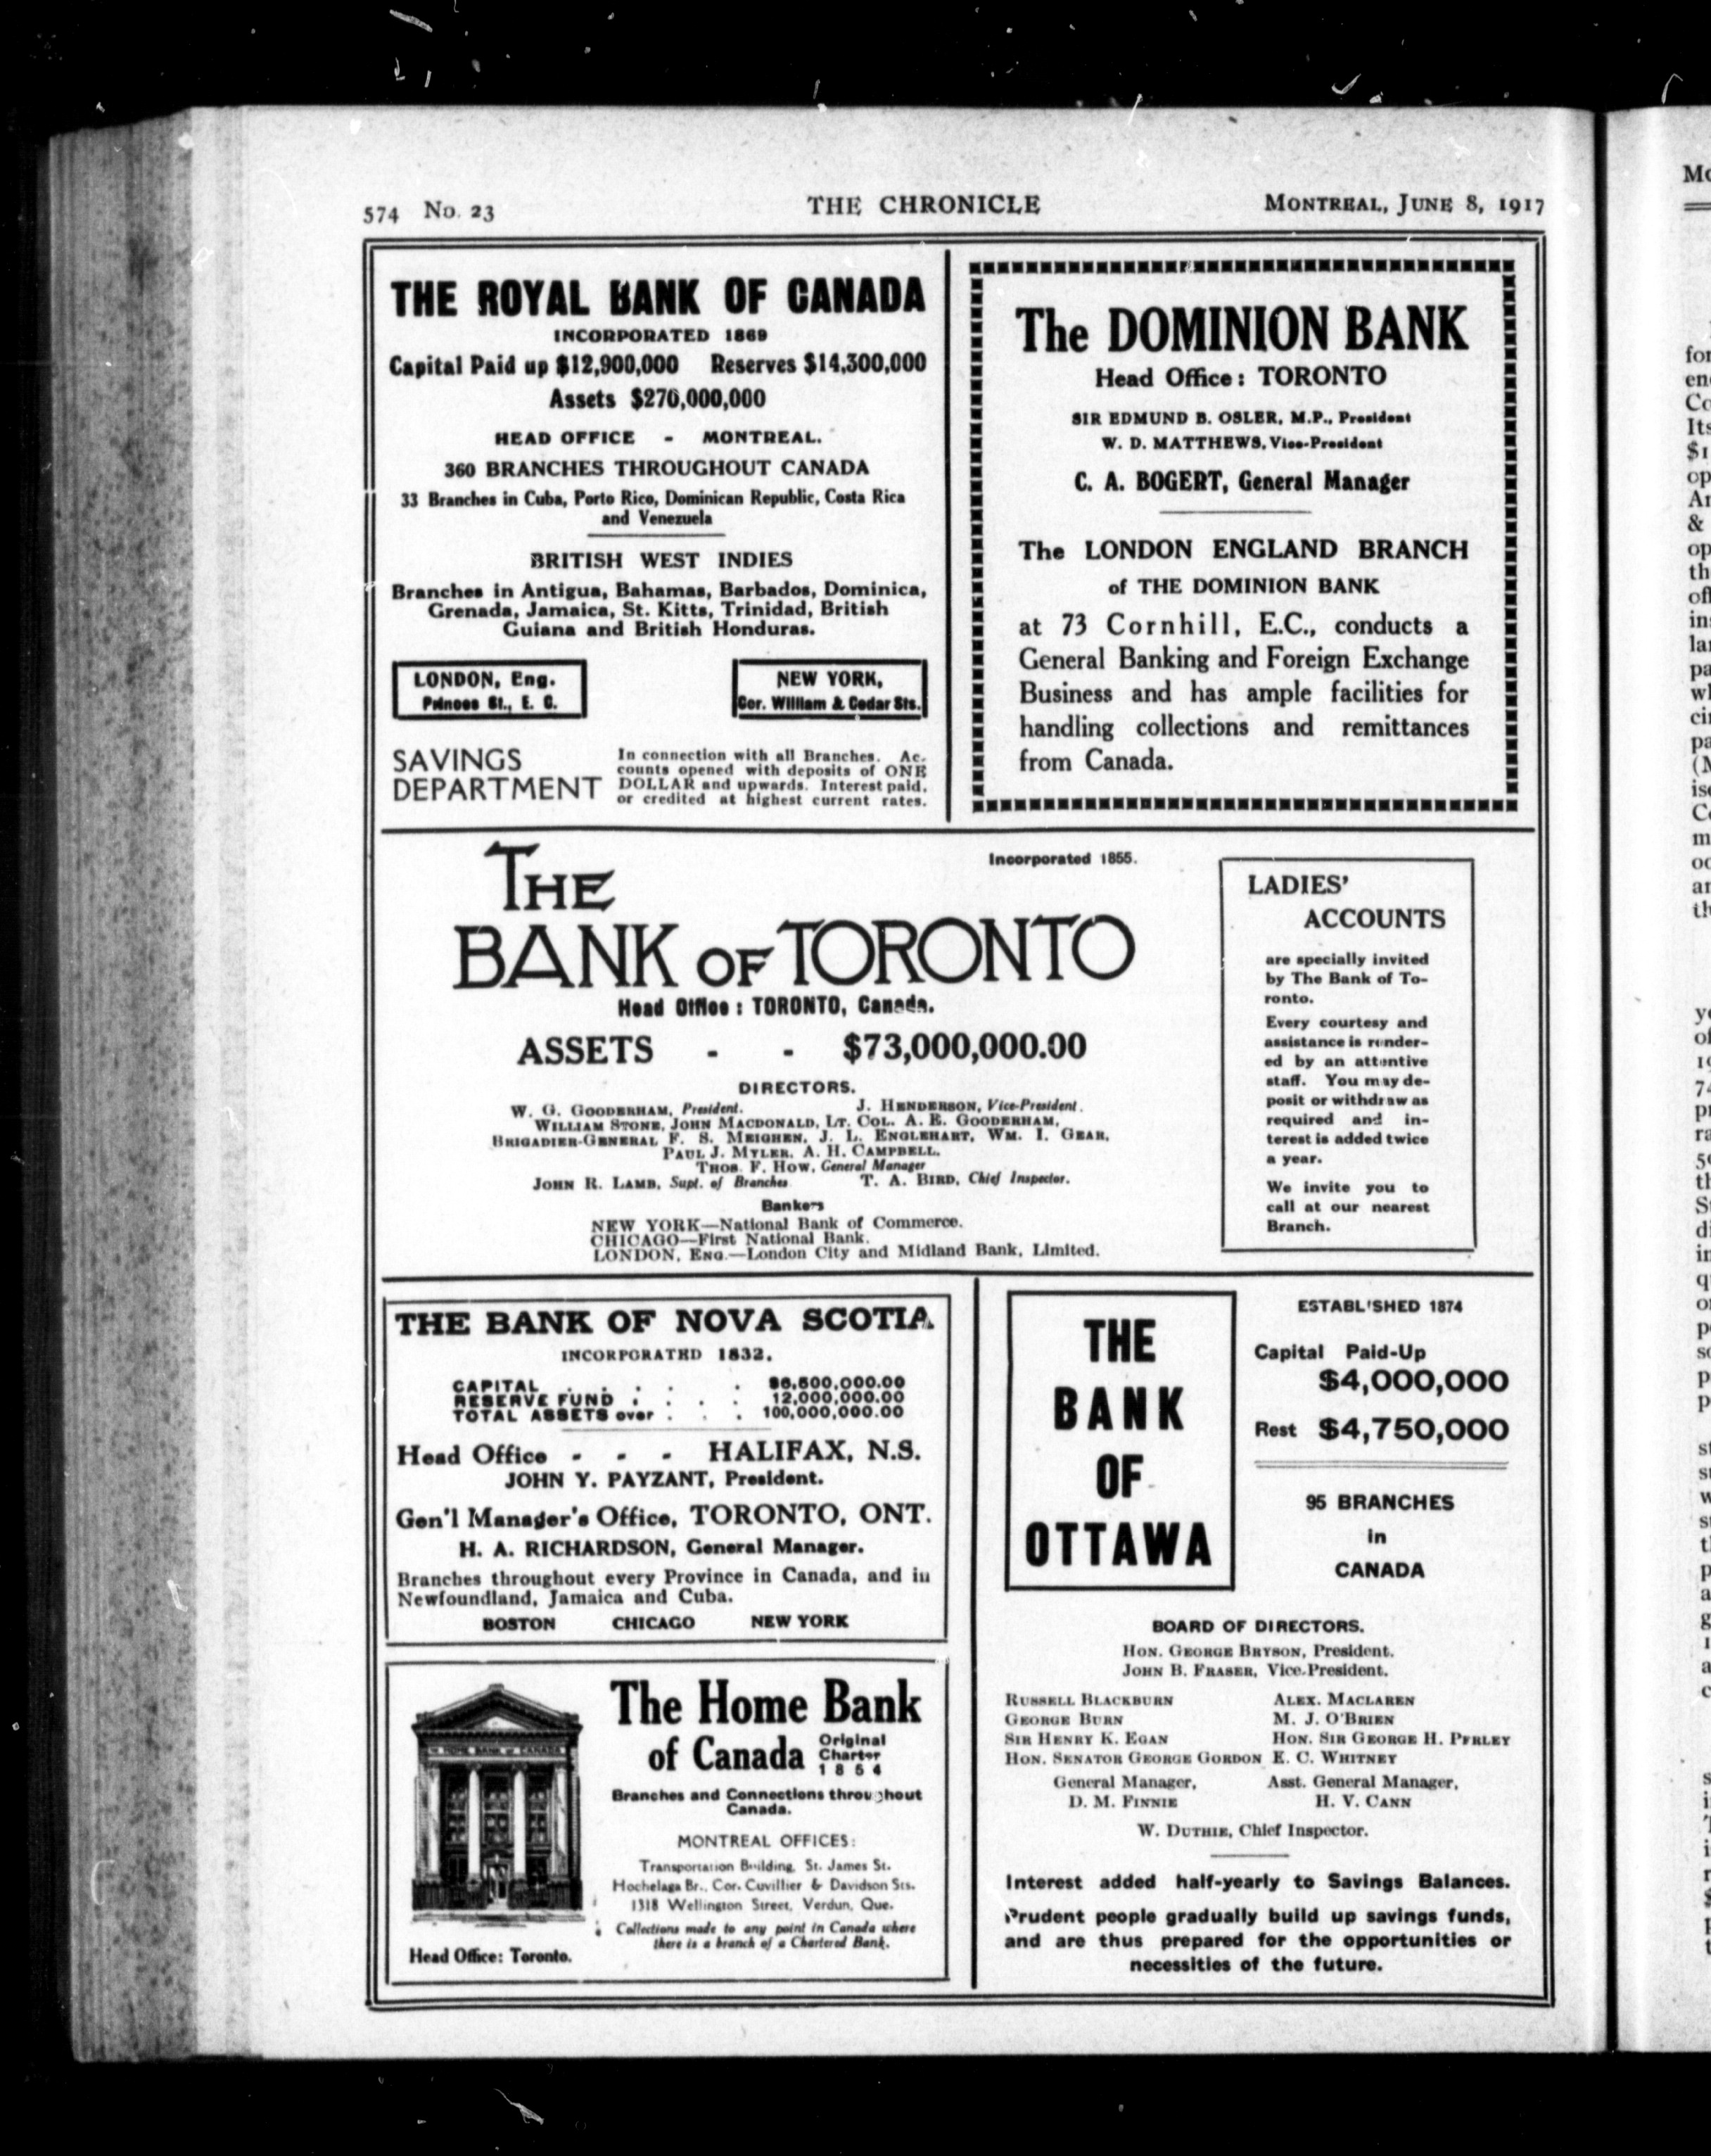 574 No. 23
THE CHRONICLE
MONTREAL, JUNE 8, 1917
THE ROYAL BANK OF CANADA
INCORPORATED 1869
Capital Paid up $12,900,000 Reserves $14,300,000
Assets $270,000,000
HEAD OFFICE - MONTREAL.
360 BRANCHES THROUGHOUT CANADA
33 Branches in Cuba, Porto Rico, Dominican Republic, Costa Rica
and Venezuela
BRITISH WEST INDIES
Branches in Antigua, Bahamas, Barbados, Dominica,
Grenada, Jamaica, St. Kitts, Trinidad, British
Guiana and British Honduras.
LONDON, Eng.
Princes St., E. C.
NEW YORK,
Cor. William & Cedar Sts.
SAVINGS
DEPARTMENT
In connection with all Branches. Ac-
counts opened with deposits of ONE
DOLLAR and upwards. Interest paid,
or credited at highest current rates.
The DOMINION BANK
Head Office: TORONTO
SIR EDMUND B. OSLER, M.P., President
W. D. MATTHEWS, Vice-President
C. A. BOGERT, General Manager
The LONDON ENGLAND BRANCH
of THE DOMINION BANK
at 73 Cornhill, E.C., conducts a
General Banking and Foreign Exchange
Business and has ample facilities for
handling collections and remittances
from Canada.
THE
BANK OF TORONTO
Incorporated 1855.
Head Office: TORONTO, Canada.
ASSETS - - $73,000,000.00
DIRECTORS.
W. G. GOODERHAM, President. J. HENDERSON, Vice-President.
WILLIAM STONE, JOHN MACDONALD, LT. COL. A. E. GOODERHAM,
BRIGADIER-GENERAL F. S. MEIGHEN, J. L. ENGLEHART, WM. I. GEAR,
PAUL J. MYLER, A. H. CAMPBELL.
THOS. F. HOW, General Manager
JOHN R. LAMB, Supt. of Branches T. A. BIRD, Chief Inspector.
Bankers
NEW YORK—National Bank of Commerce.
CHICAGO—First National Bank.
LONDON, ENG.—London City and Midland Bank, Limited.
LADIES'
ACCOUNTS
are specially invited
by The Bank of To-
ronto.
Every courtesy and
assistance is render-
ed by an attentive
staff. You may de-
posit or withdraw as
required and in-
terest is added twice
a year.
We invite you to
call at our nearest
Branch.
THE BANK OF NOVA SCOTIA
INCORPORATED 1832.
CAPITAL . . . . . $6,500,000.00
RESERVE FUND . . . . 12,000,000.00
TOTAL ASSETS over . . . 100,000,000.00
Head Office - - - HALIFAX, N.S.
JOHN Y. PAYZANT, President.
Gen'l Manager's Office, TORONTO, ONT.
H. A. RICHARDSON, General Manager.
Branches throughout every Province in Canada, and in
Newfoundland, Jamaica and Cuba.
BOSTON CHICAGO NEW YORK
HOME BANK OF CANADA
Head Office: Toronto.
The Home Bank
of Canada Original
Charter
1854
Branches and Connections throughout
Canada.
MONTREAL OFFICES:
Transportation Building, St. James St.
Hochelaga Br., Cor. Cuvillier & Davidson Sts.
1318 Wellington Street, Verdun, Que.
Collections made to any point in Canada where
there is a branch of a Chartered Bank.
THE
BANK
OF
OTTAWA
ESTABL'SHED 1874
Capital Paid-Up
$4,000,000
Rest $4,750,000
95 BRANCHES
in
CANADA
BOARD OF DIRECTORS.
HON. GEORGE BRYSON, President.
JOHN B. FRASER, Vice-President.
RUSSELL BLACKBURN ALEX. MACLAREN
GEORGE BURN M. J. O'BRIEN
SIR HENRY K. EGAN HON. SIR GEORGE H. PERLEY
HON. SENATOR GEORGE GORDON E. C. WHITNEY
General Manager, Asst. General Manager,
D. M. FINNIE H. V. CANN
W. DUTHIE, Chief Inspector.
Interest added half-yearly to Savings Balances.
Prudent people gradually build up savings funds,
and are thus prepared for the opportunities or
necessities of the future.